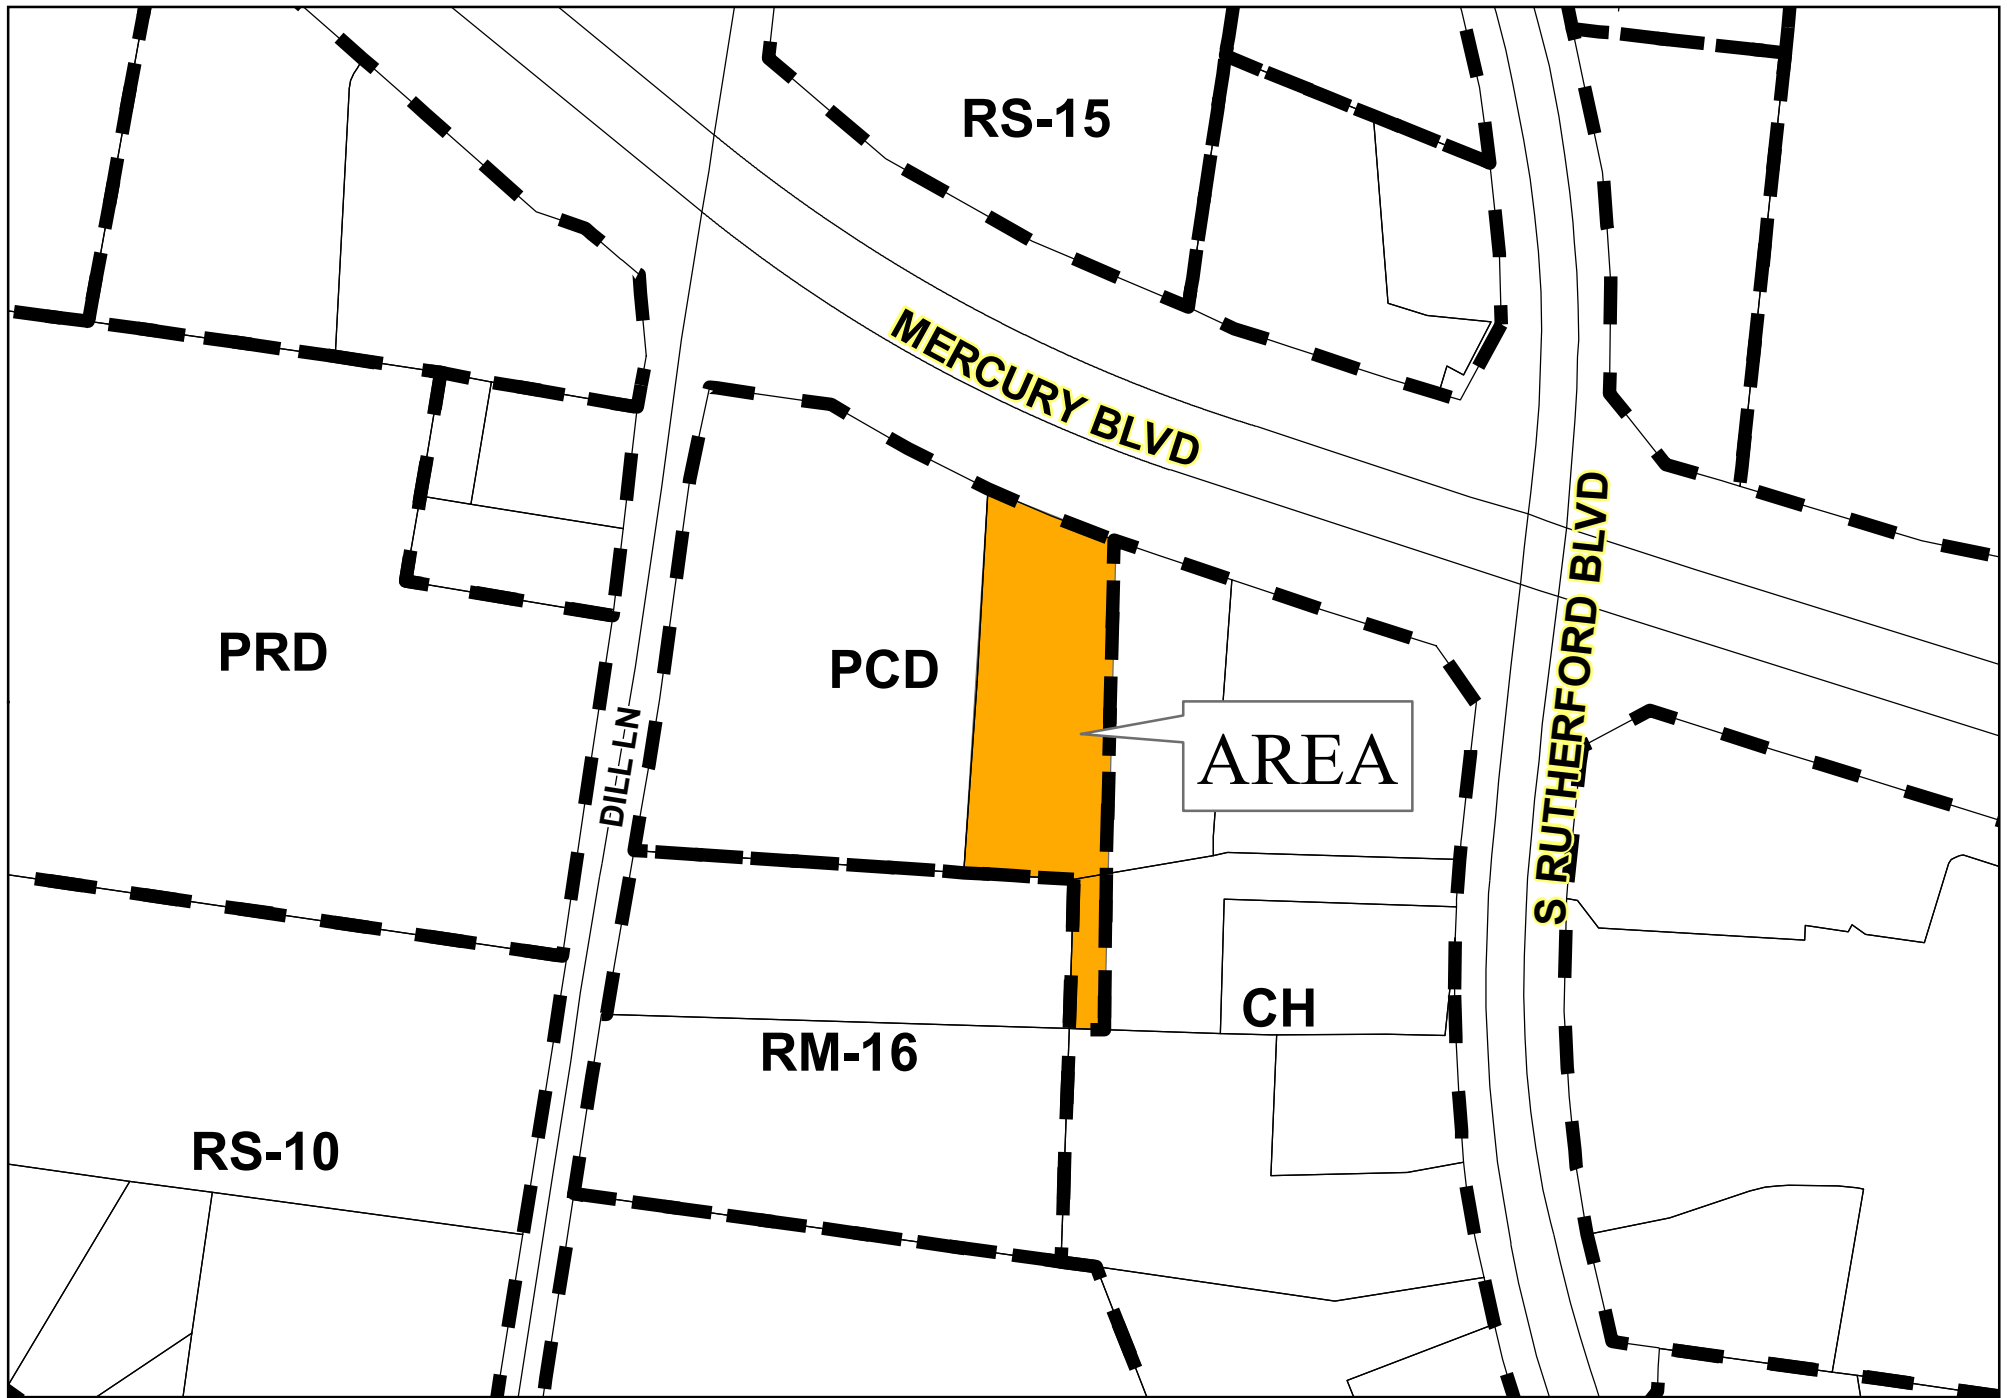 RS-15
MERCURY BLVD
S RUTHERFORD BLVD
PRD
PCD
DILL LN
AREA
CH
RM-16
RS-10